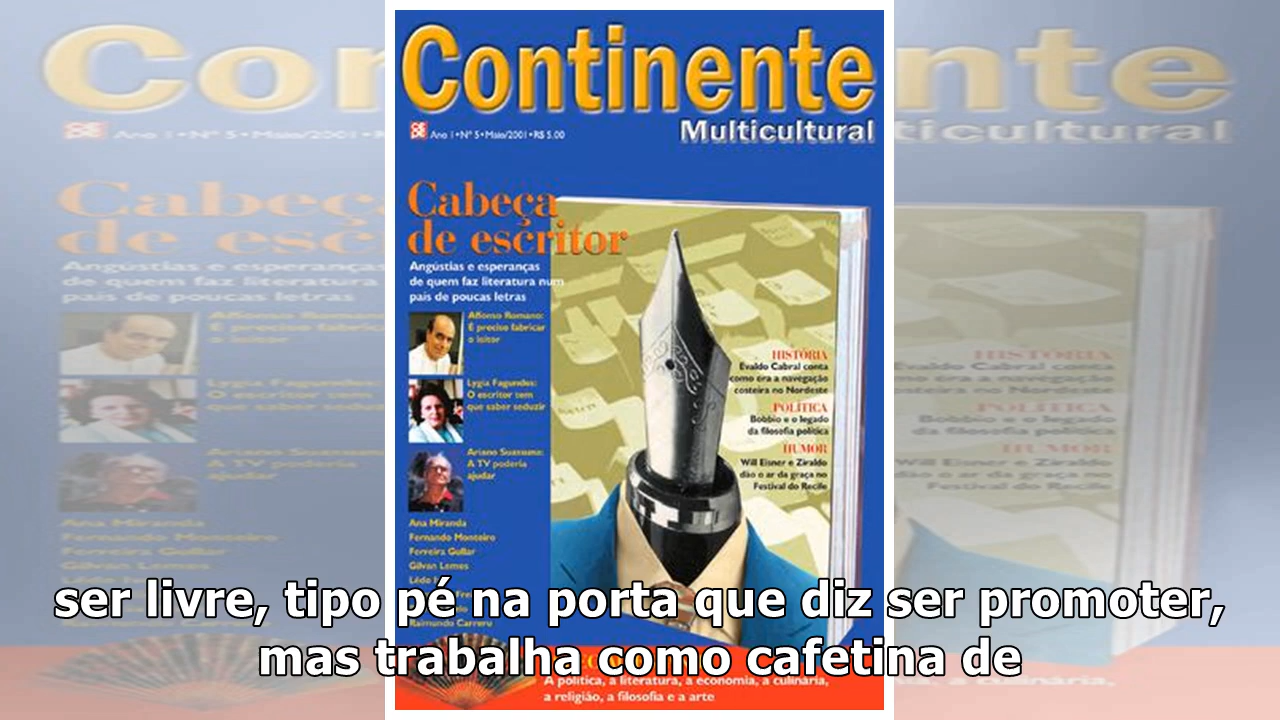 Continente
Multicultural
Ano 1 • Nº 5 • Maio/2001 • R$ 5,00
Cabeça
de escritor
Angústias e esperanças
de quem faz literatura num
país de poucas letras
Affonso Romano:
É preciso fabricar
o leitor
Lygia Fagundes:
O escritor tem
que saber seduzir
Ariano Suassuna:
A TV poderia
ajudar
Ana Miranda
Fernando Monteiro
Ferreira Gullar
Gilvan Lemos
Raimundo Carrero
HISTÓRIA
Evaldo Cabral conta
como era a navegação
costeira no Nordeste
POLÍTICA
Bobbio e o legado
da filosofia política
HUMOR
Will Eisner e Ziraldo
dão o ar da graça no
Festival do Recife
A política, a literatura, a economia, a culinária,
a religião, a filosofia e a arte
ser livre, tipo pé na porta que diz ser promoter,
mas trabalha como cafetina de